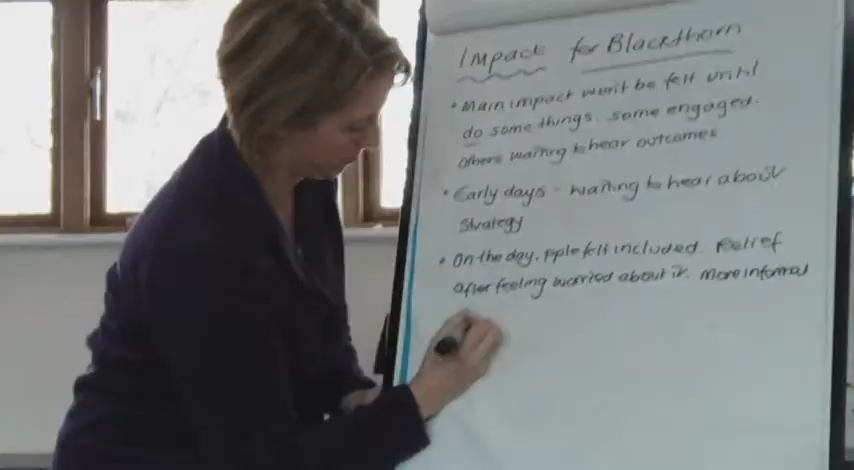 Impact for Blackthorn
• Main impact won't be felt until
do some things. some engaged.
Others waiting to hear outcomes
• Early days - waiting to hear about
strategy
• On the day, pple felt included. Relief
after feeling worried about it. More informal